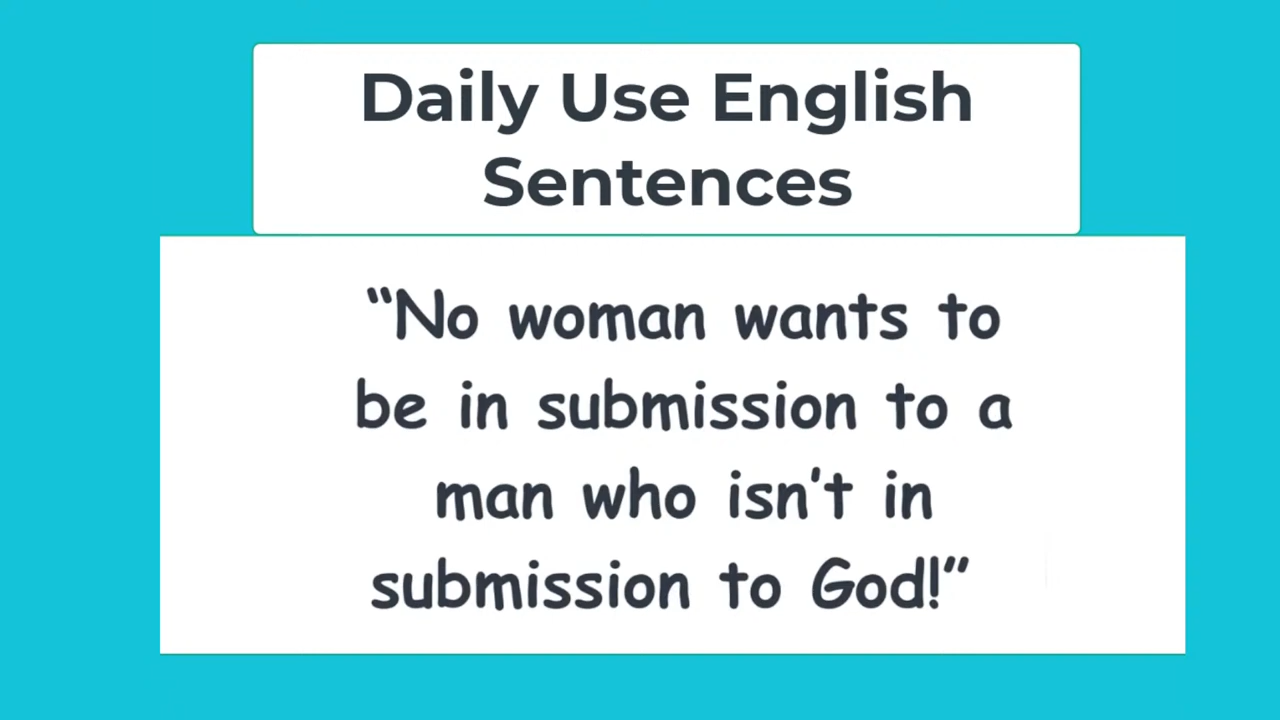 Daily Use English
Sentences
“No woman wants to
be in submission to a
man who isn’t in
submission to God!”